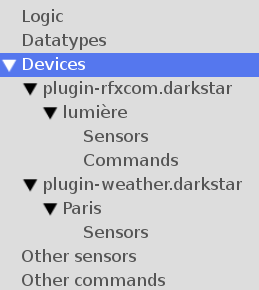 Logic
Datatypes
Devices
plugin-rfxcom.darkstar
lumière
Sensors
Commands
plugin-weather.darkstar
Paris
Sensors
Other sensors
Other commands